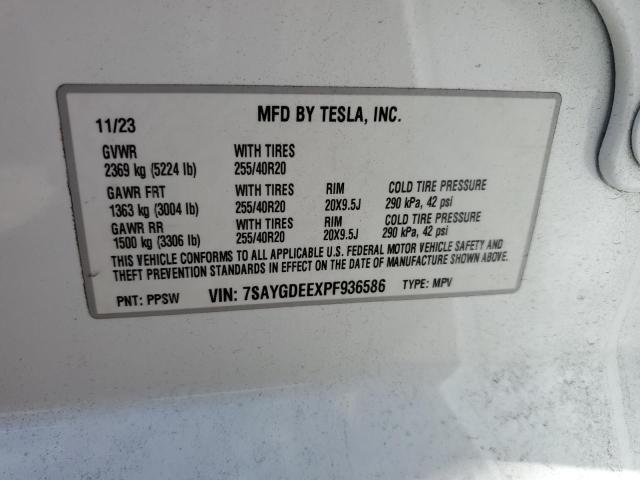 MFD BY TESLA, INC.
11/23
GVWR WITH TIRES
2369 kg (5224 lb) 255/40R20
GAWR FRT WITH TIRES RIM COLD TIRE PRESSURE
1363 kg (3004 lb) 255/40R20 20X9.5J 290 kPa, 42 psi
GAWR RR WITH TIRES RIM COLD TIRE PRESSURE
1500 kg (3306 lb) 255/40R20 20X9.5J 290 kPa, 42 psi
THIS VEHICLE CONFORMS TO ALL APPLICABLE U.S. FEDERAL MOTOR VEHICLE SAFETY AND
THEFT PREVENTION STANDARDS IN EFFECT ON THE DATE OF MANUFACTURE SHOWN ABOVE.
PNT: PPSW VIN: 7SAYGDEEXPF936586 TYPE: MPV